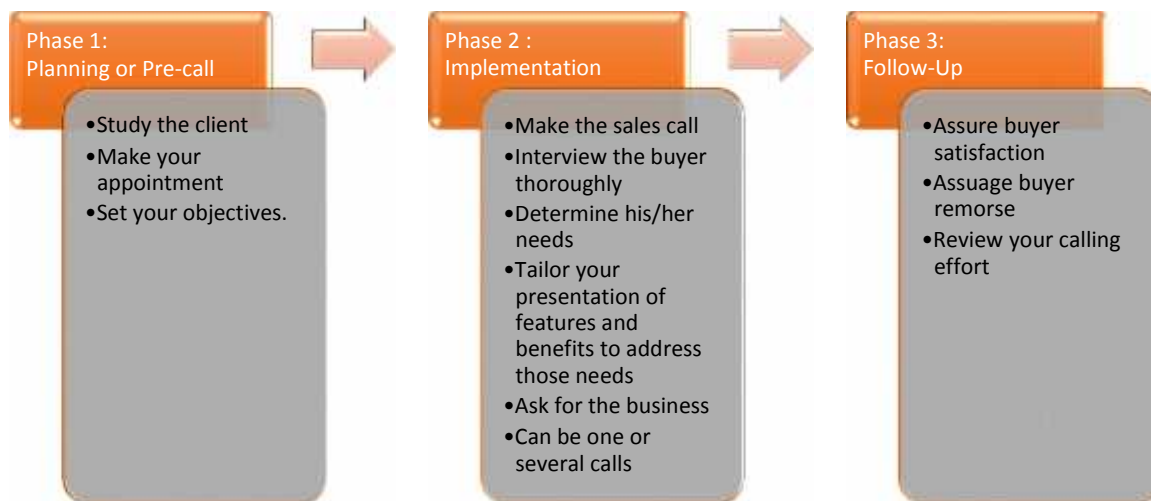 Phase 1:
Planning or Pre-call
•Study the client
•Make your
appointment
•Set your objectives.
Phase 2 :
Implementation
•Make the sales call
•Interview the buyer
thoroughly
•Determine his/her
needs
•Tailor your
presentation of
features and
benefits to address
those needs
•Ask for the business
•Can be one or
several calls
Phase 3:
Follow-Up
•Assure buyer
satisfaction
•Assuage buyer
remorse
•Review your calling
effort